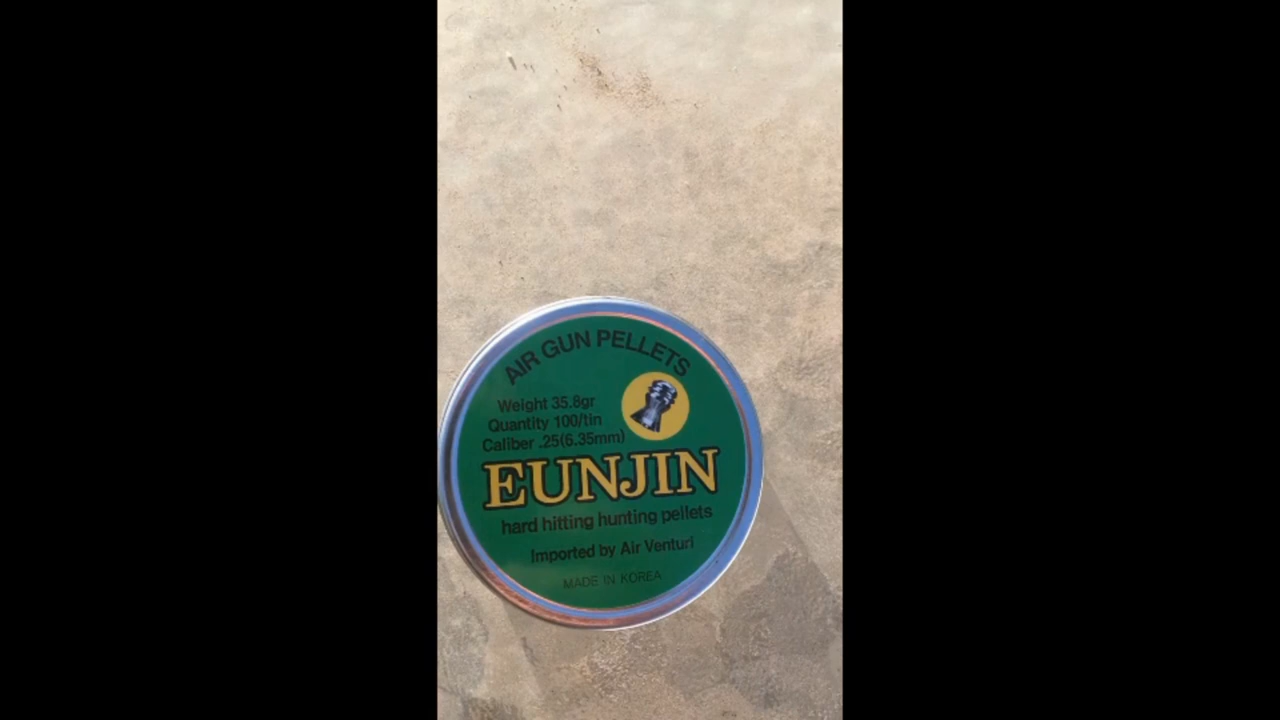 AIR GUN PELLETS
Weight 35.8gr
Quantity 100/tin
Caliber .25(6.35mm)
EUNJIN
hard hitting hunting pellets
Imported by Air Venturi
MADE IN KOREA